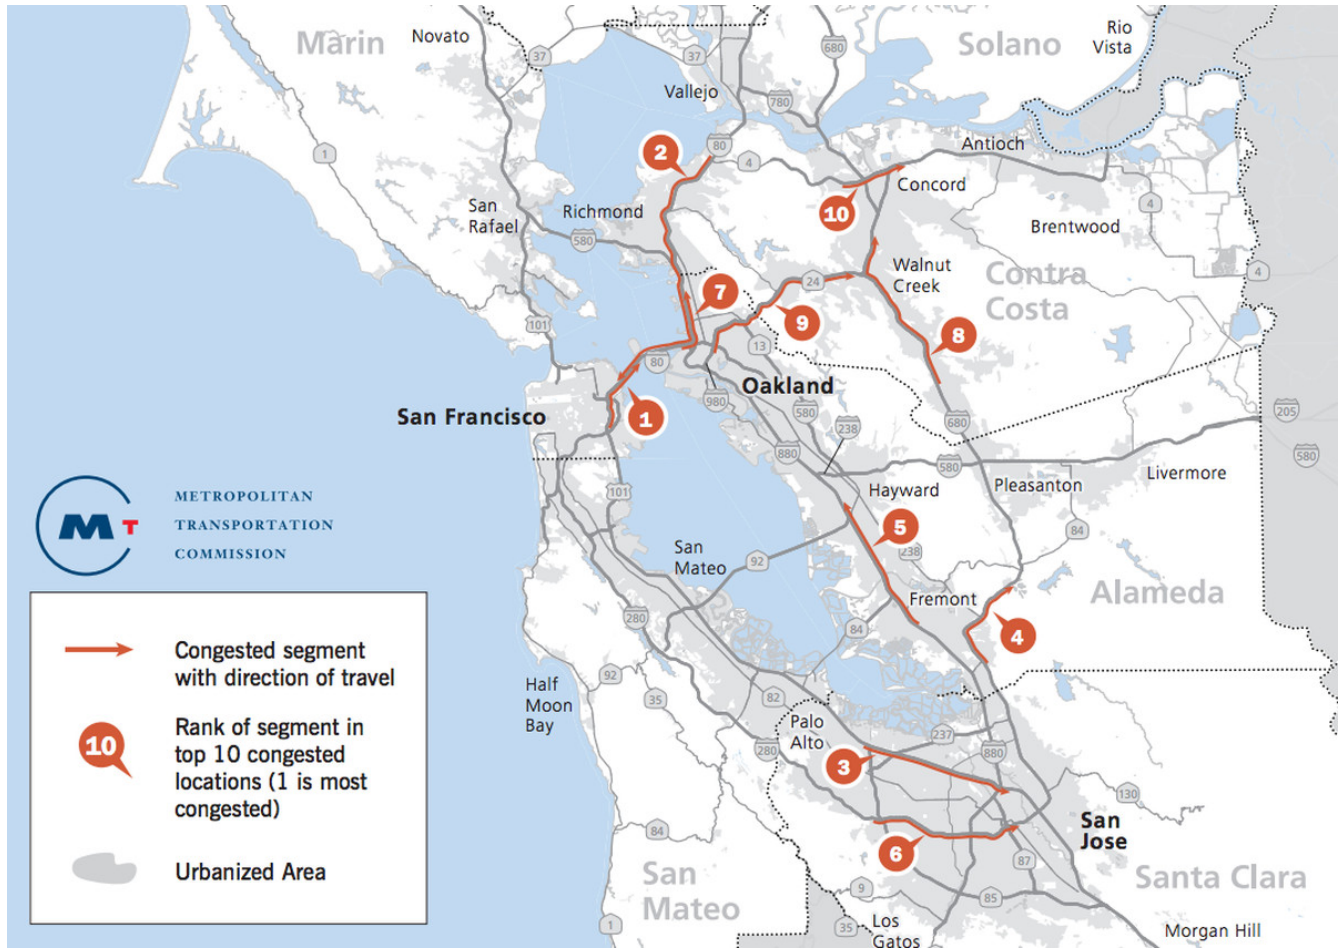 Marin
Novato
37
37
680
Solano
Rio
Vista
Vallejo
780
1
2
80
4
Antioch
San
Rafael
Richmond
580
10
Concord
4
Brentwood
Walnut
Creek
Contra
Costa
24
4
7
9
101
13
8
80
Oakland
San Francisco
1
980
580
680
205
238
880
580
580
Livermore
Hayward
Pleasanton
101
5
84
238
San
Mateo
92
Alameda
Fremont
4
84
280
92
35
82
Half
Moon
Bay
Palo
Alto
237
280
880
3
130
San
Jose
6
84
87
San
Mateo
9
85
Santa Clara
1
35
Los
Gatos
Morgan Hill
MT
METROPOLITAN
TRANSPORTATION
COMMISSION
Congested segment
with direction of travel
10
Rank of segment in
top 10 congested
locations (1 is most
congested)
Urbanized Area